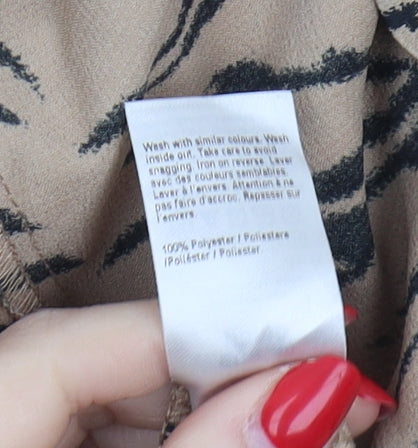 Wash with similar colours. Wash
inside out. Take care to avoid
snagging. Iron on reverse. Laver
avec des couleurs semblables.
Laver à l'envers. Attention à ne
pas faire d'accroc. Repasser sur
l'envers.
100% Polyester / Poliestere
/Poliéster / Polyester